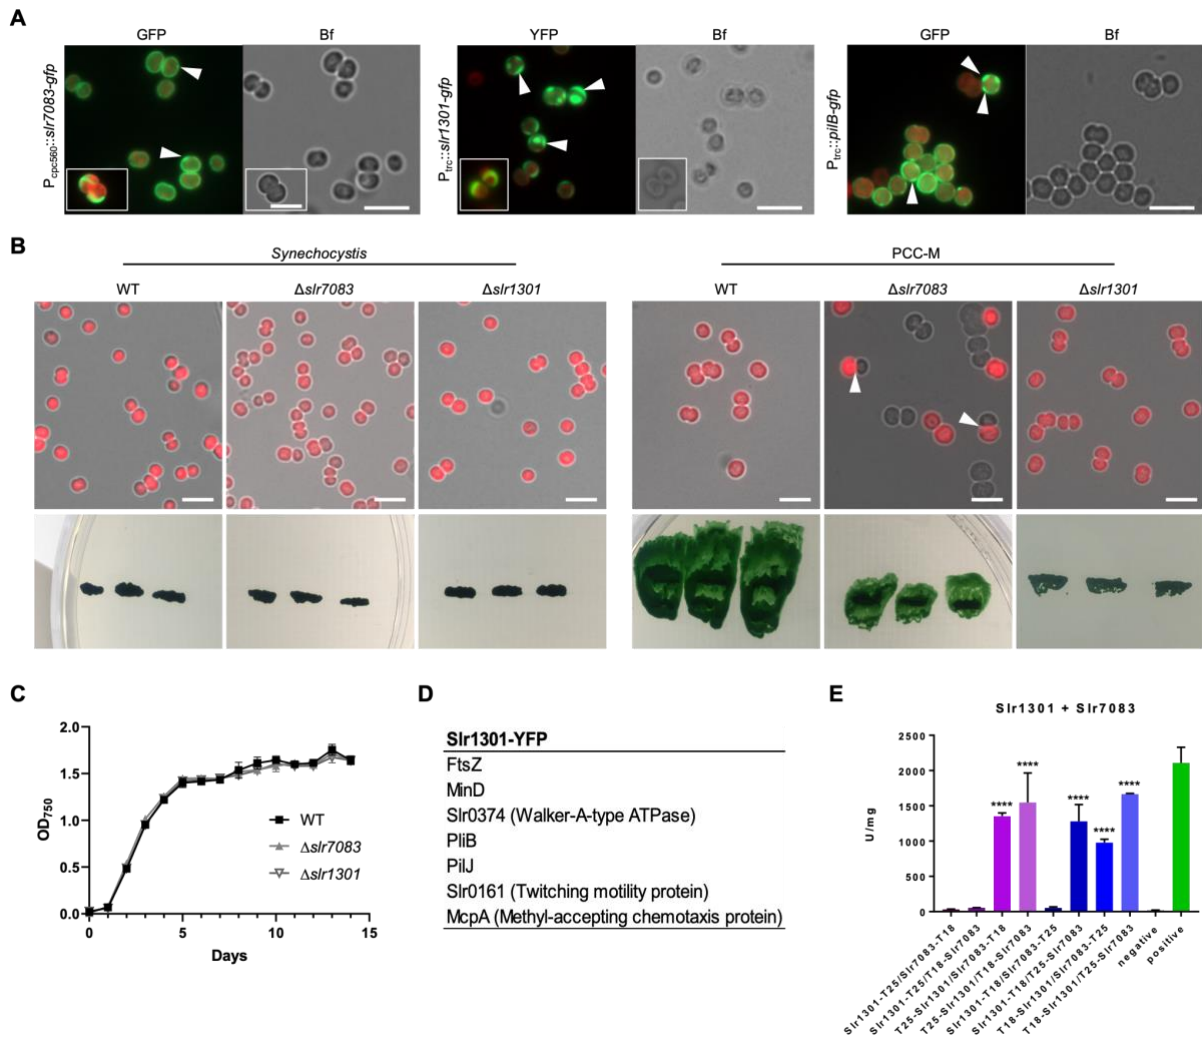 A
GFP
Bf
YFP
Bf
GFP
Bf
Pcpc560::slr7083-gfp
Ptrc::slr1301-gfp
Ptrc::pilB-gfp
B
Synechocystis
PCC-M
WT
Δslr7083
Δslr1301
WT
Δslr7083
Δslr1301
C
2.0
1.5
1.0
0.5
0.0
OD750
0
5
10
15
Days
WT
Δslr7083
Δslr1301
D
Slr1301-YFP
FtsZ
MinD
Slr0374 (Walker-A-type ATPase)
PliB
PilJ
Slr0161 (Twitching motility protein)
McpA (Methyl-accepting chemotaxis protein)
E
Slr1301 + Slr7083
2500
2000
1500
1000
500
0
U/mg
****
****
****
****
****
Slr1301-T25/Slr7083-T18
Slr1301-T25/T18-Slr7083
T25-Slr1301/Slr7083-T18
T25-Slr1301/T18-Slr7083
Slr1301-T18/Slr7083-T25
Slr1301-T18/T25-Slr7083
T18-Slr1301/Slr7083-T25
T18-Slr1301/T25-Slr7083
negative
positive